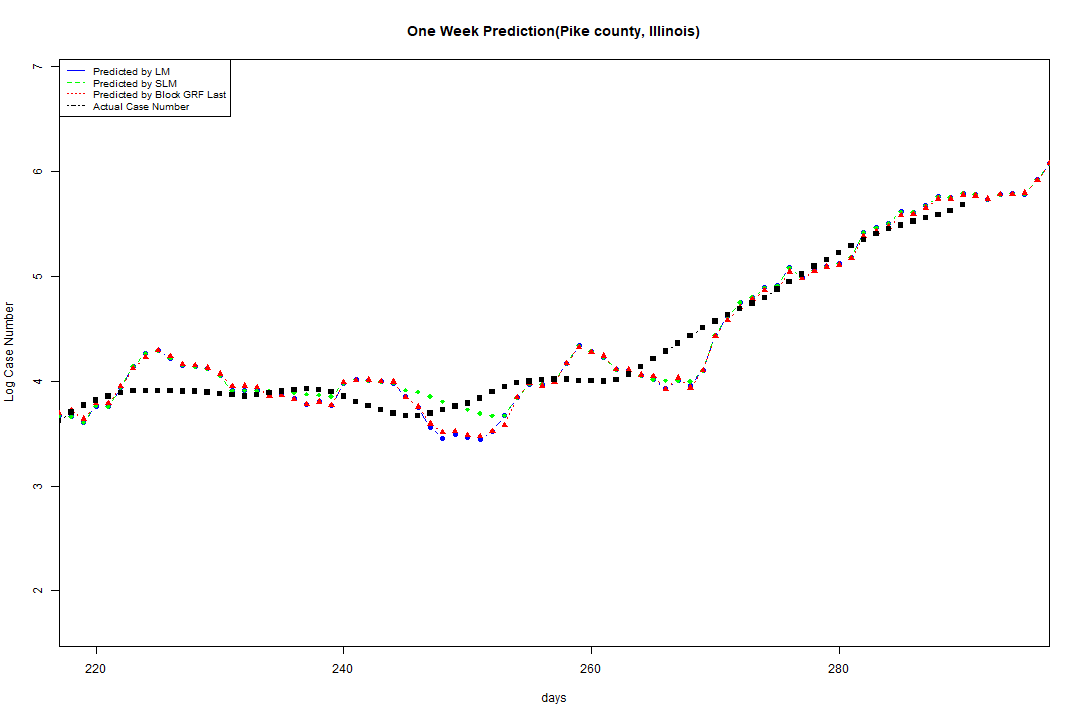 One Week Prediction(Pike county, Illinois)
Predicted by LM
Predicted by SLM
Predicted by Block GRF Last
Actual Case Number
7
6
5
4
3
2
Log Case Number
220 240 260 280
days